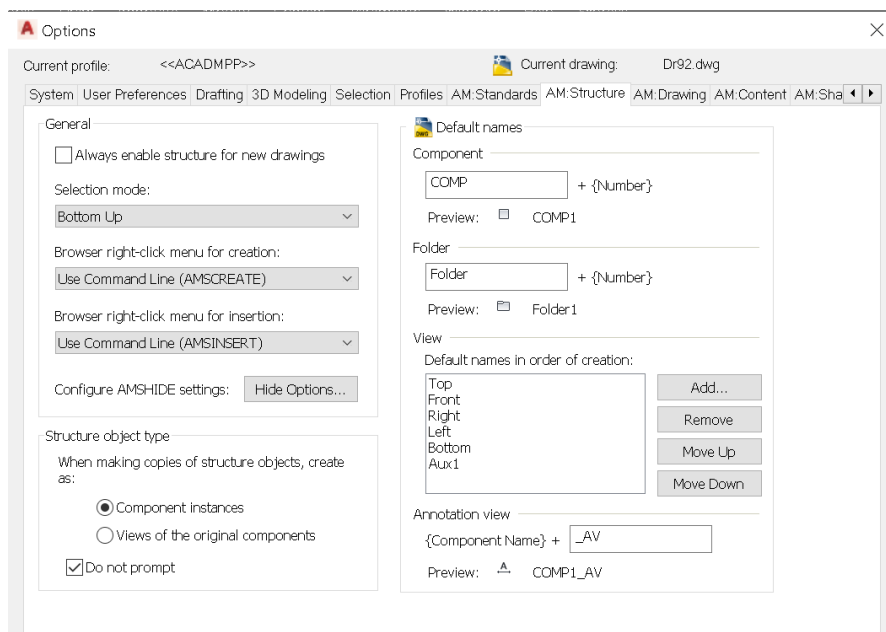 Options
Current profile: <<ACADMPP>> Current drawing: Dr92.dwg
System User Preferences Drafting 3D Modeling Selection Profiles AM:Standards AM:Structure AM:Drawing AM:Content AM:Sha
General
Always enable structure for new drawings
Selection mode:
Bottom Up
Browser right-click menu for creation:
Use Command Line (AMSCREATE)
Browser right-click menu for insertion:
Use Command Line (AMSINSERT)
Configure AMSHIDE settings: Hide Options...
Structure object type
When making copies of structure objects, create
as:
Component instances
Views of the original components
Do not prompt
Default names
Component
COMP + {Number}
Preview: COMP1
Folder
Folder + {Number}
Preview: Folder1
View
Default names in order of creation:
Top
Front
Right
Left
Bottom
Aux1
Add...
Remove
Move Up
Move Down
Annotation view
{Component Name} + _AV
Preview: COMP1_AV